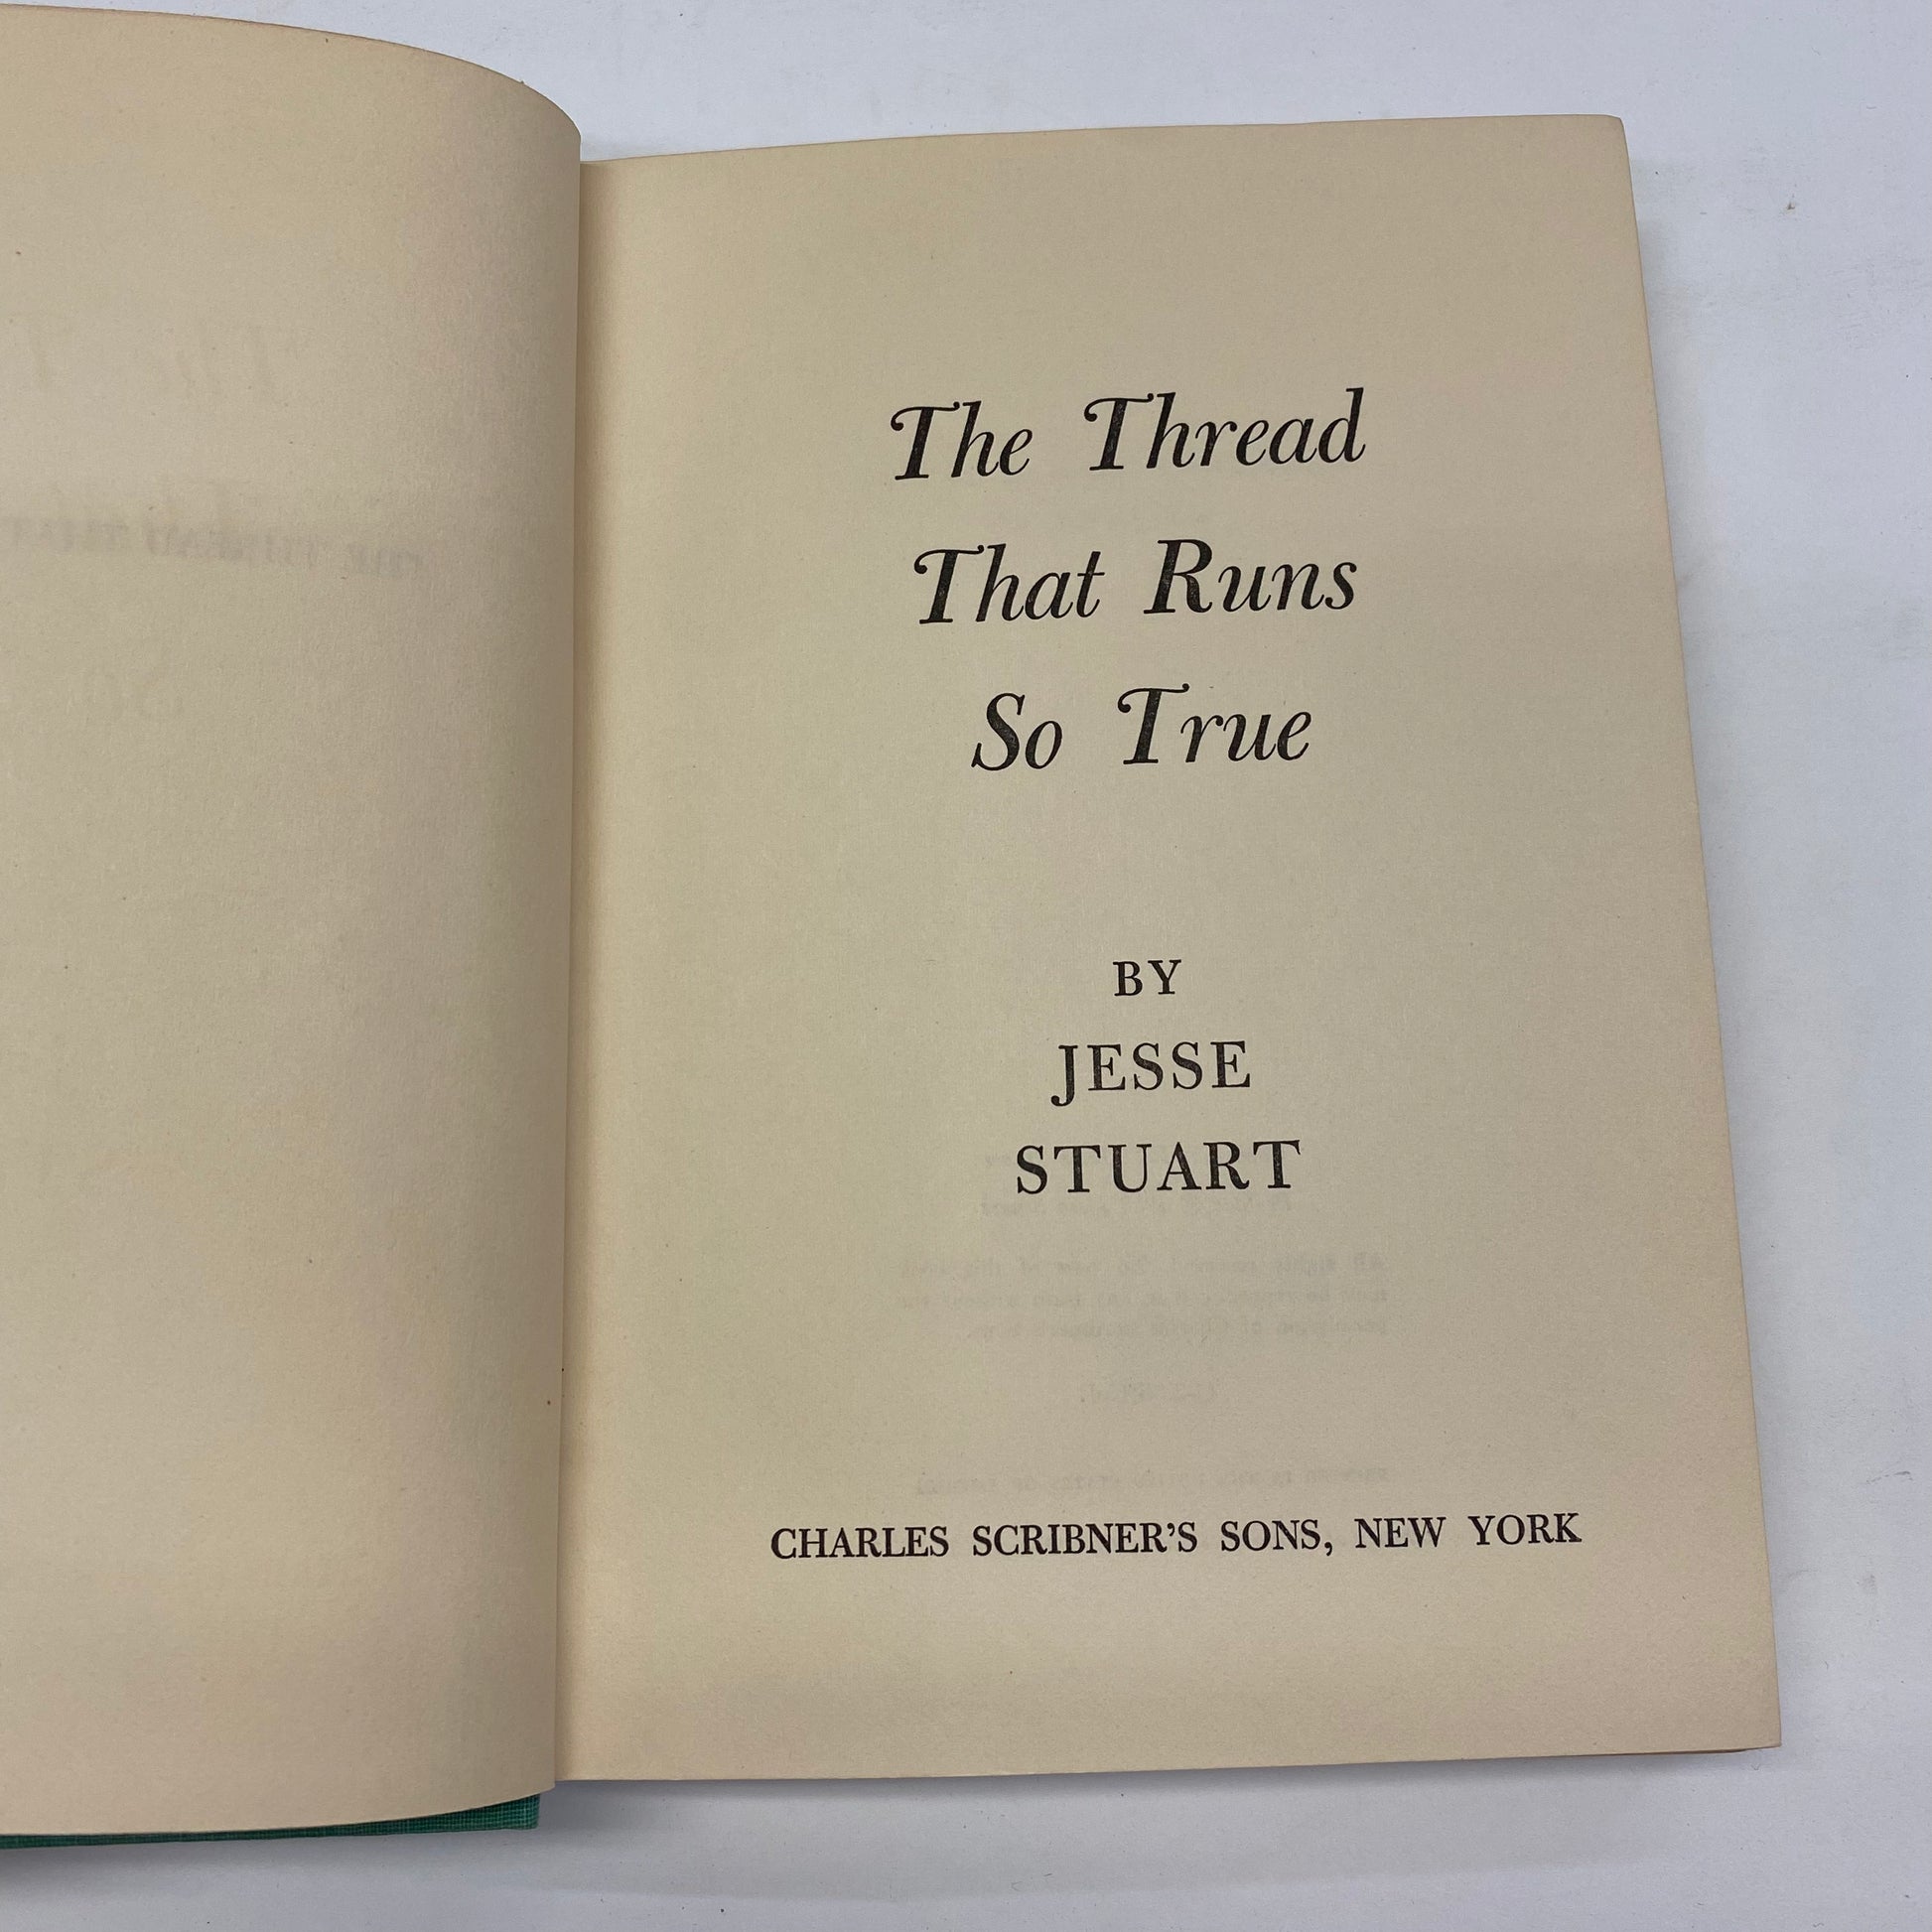 The Thread
That Runs
So True
BY
JESSE
STUART
CHARLES SCRIBNER'S SONS, NEW YORK